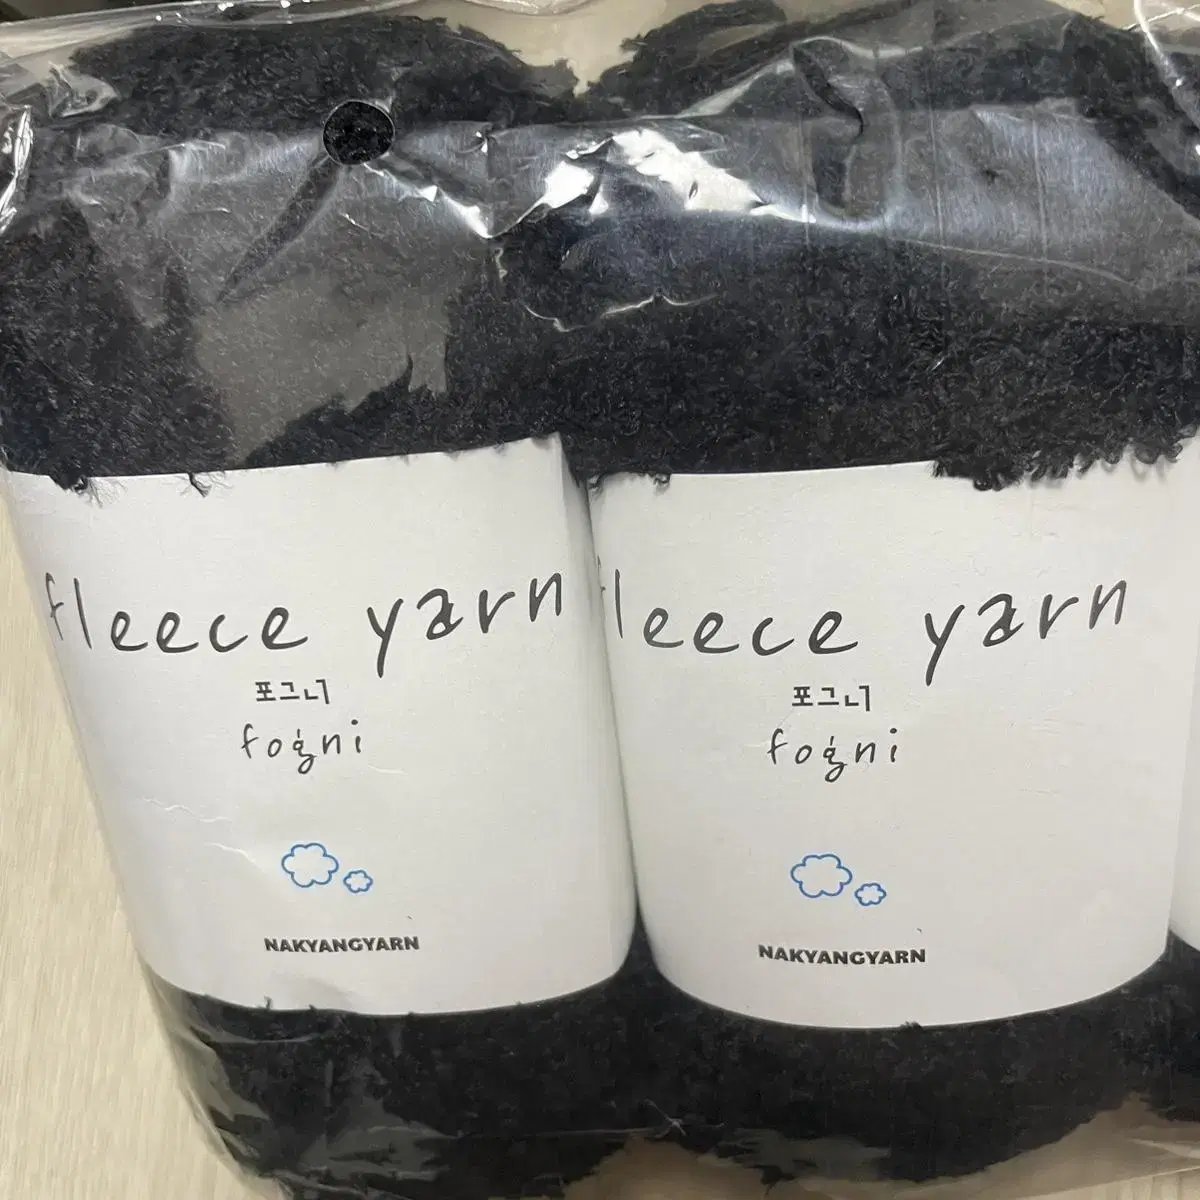 fleece yarn
포그니
fogni
NAKYANGYARN
fleece yarn
포그니
fogni
NAKYANGYARN